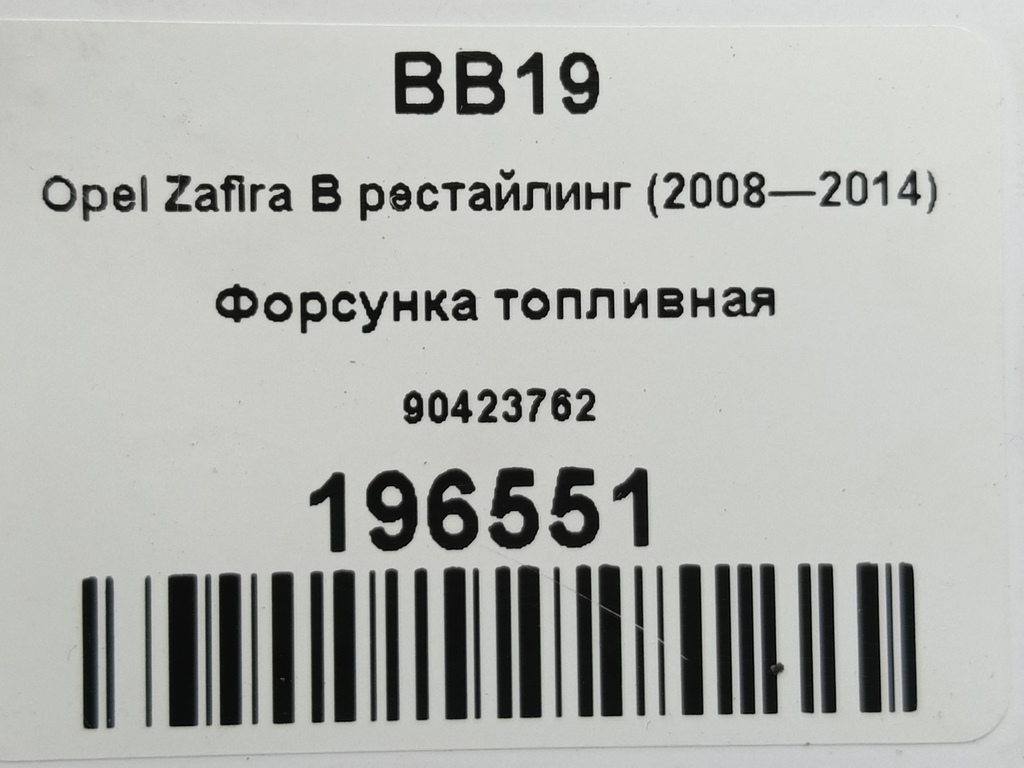 BB19
Opel Zafira B рестайлинг (2008—2014)
Форсунка топливная
90423762
196551